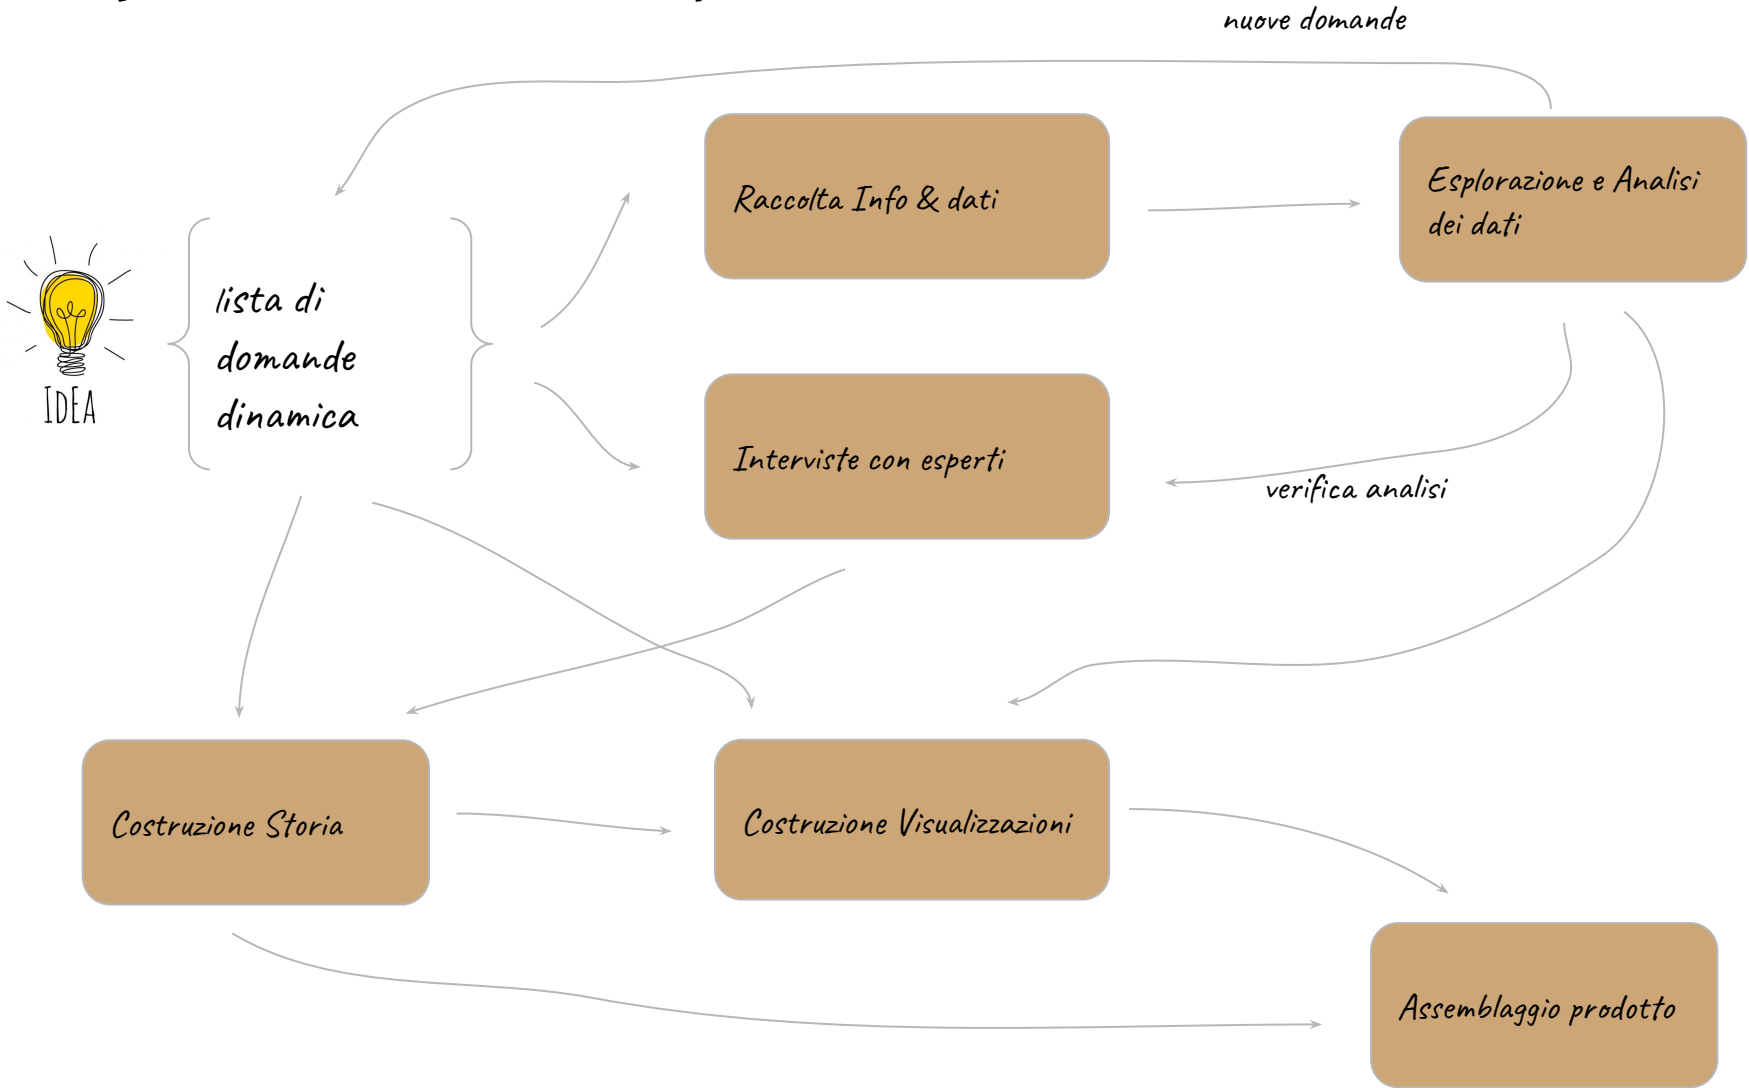 nuove domande
Raccolta Info & dati
Esplorazione e Analisi
dei dati
lista di
domande
dinamica
IdEA
Interviste con esperti
verifica analisi
Costruzione Storia
Costruzione Visualizzazioni
Assemblaggio prodotto